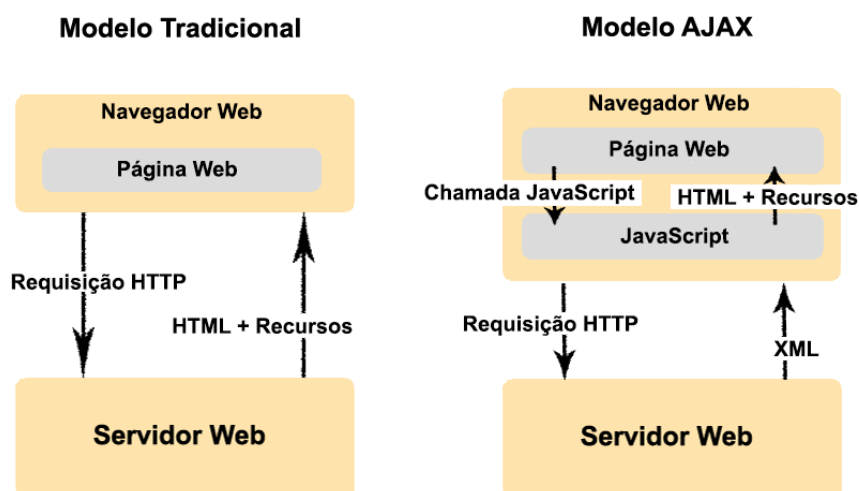 Modelo Tradicional
Navegador Web
Página Web
Requisição HTTP
HTML + Recursos
Servidor Web
Modelo AJAX
Navegador Web
Página Web
Chamada JavaScript
HTML + Recursos
JavaScript
Requisição HTTP
XML
Servidor Web